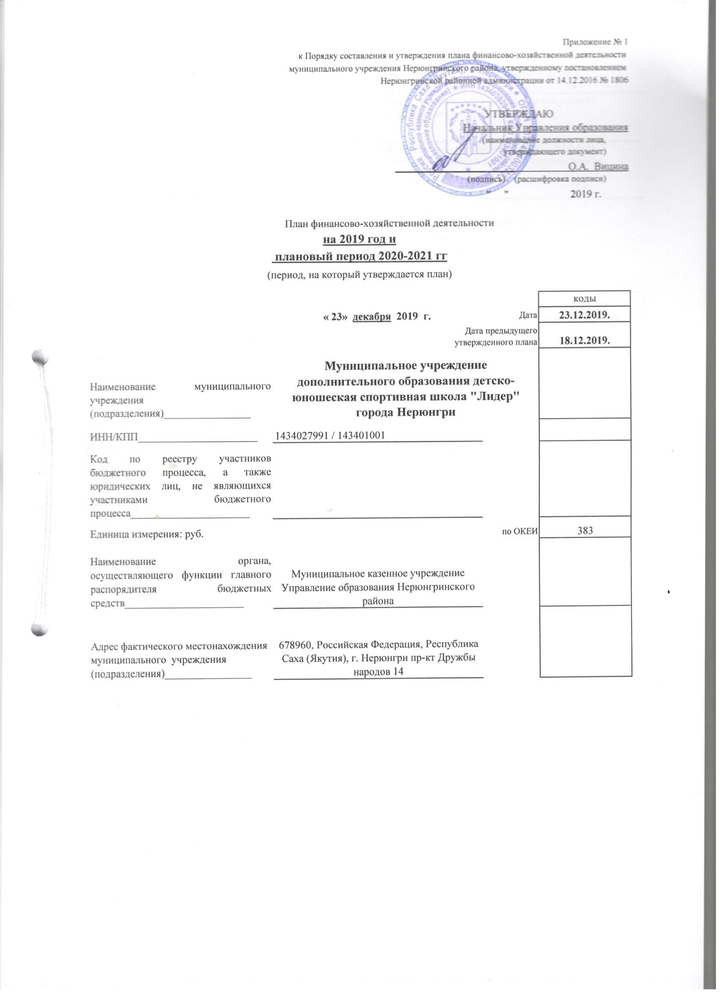 Приложение № 1
к Порядку составления и утверждения плана финансово-хозяйственной деятельности
муниципального учреждения Нерюнгринского района, утвержденному постановлением
Нерюнгринской районной администрации от 14.12.2016 № 1806
УТВЕРЖДАЮ
Начальник Управления образования
(наименование должности лица,
утверждающего документ)
О.А. Вицина
(подпись) (расшифровка подписи)
" " 2019 г.
План финансово-хозяйственной деятельности
на 2019 год и
плановый период 2020-2021 гг
(период, на который утверждается план)
коды
« 23» декабря 2019 г. Дата 23.12.2019.
Дата предыдущего
утвержденного плана 18.12.2019.
Муниципальное учреждение
дополнительного образования детско-
юношеская спортивная школа "Лидер"
города Нерюнгри
Наименование муниципального
учреждения
(подразделения)________________
ИНН/КПП______________________ 1434027991 / 143401001
Код по реестру участников
бюджетного процесса, а также
юридических лиц, не являющихся
участниками бюджетного
процесса______________________
Единица измерения: руб. по ОКЕИ 383
Наименование органа,
осуществляющего функции главного
распорядителя бюджетных
средств______________________
Муниципальное казенное учреждение
Управление образования Нерюнгринского
района
Адрес фактического местонахождения
муниципального учреждения
(подразделения)________________
678960, Российская Федерация, Республика
Саха (Якутия), г. Нерюнгри пр-кт Дружбы
народов 14